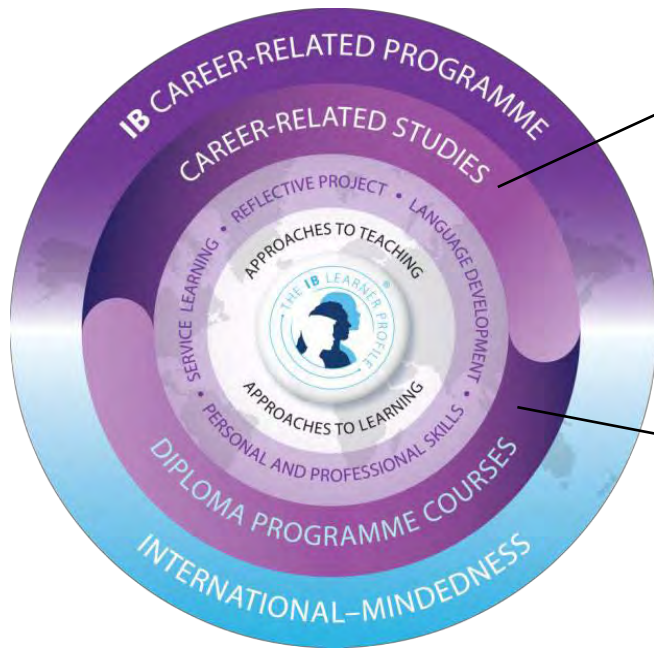 IB CAREER-RELATED PROGRAMME
CAREER-RELATED STUDIES
SERVICE LEARNING • REFLECTIVE PROJECT • LANGUAGE DEVELOPMENT •
APPROACHES TO TEACHING
• THE IB LEARNER PROFILE • ®
APPROACHES TO LEARNING
• PERSONAL AND PROFESSIONAL SKILLS
DIPLOMA PROGRAMME COURSES
INTERNATIONAL–MINDEDNESS